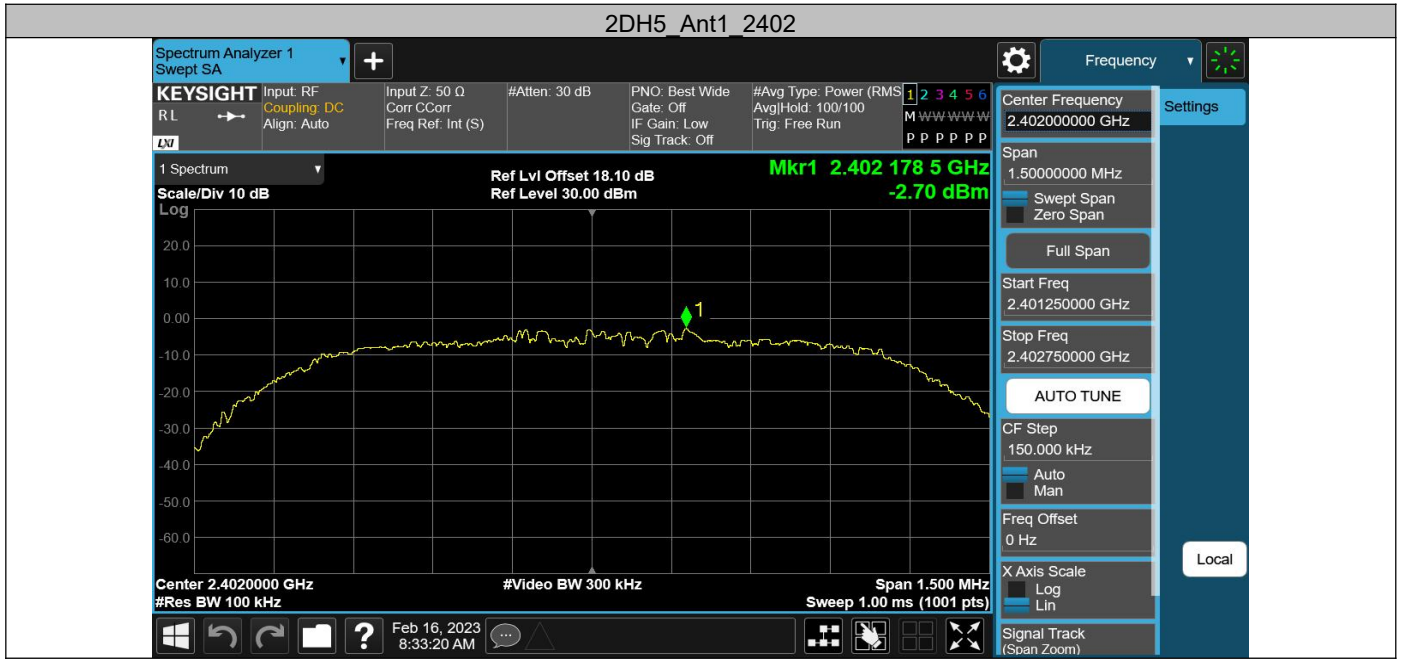 2DH5_Ant1_2402
Spectrum Analyzer 1
Swept SA
+
Frequency
KEYSIGHT
RL
LXI
Input: RF
Coupling: DC
Align: Auto
Input Z: 50 Ω
Corr CCorr
Freq Ref: Int (S)
#Atten: 30 dB
PNO: Best Wide
Gate: Off
IF Gain: Low
Sig Track: Off
#Avg Type: Power (RMS
Avg|Hold: 100/100
Trig: Free Run
1 2 3 4 5 6
M W W W W W
P P P P P P
1 Spectrum
Scale/Div 10 dB
Log
Ref Lvl Offset 18.10 dB
Ref Level 30.00 dBm
Mkr1 2.402 178 5 GHz
-2.70 dBm
20.0
10.0
0.00
-10.0
-20.0
-30.0
-40.0
-50.0
-60.0
1
Center 2.4020000 GHz
#Res BW 100 kHz
#Video BW 300 kHz
Span 1.500 MHz
Sweep 1.00 ms (1001 pts)
Center Frequency
2.402000000 GHz
Settings
Span
1.50000000 MHz
Swept Span
Zero Span
Full Span
Start Freq
2.401250000 GHz
Stop Freq
2.402750000 GHz
AUTO TUNE
CF Step
150.000 kHz
Auto
Man
Freq Offset
0 Hz
X Axis Scale
Log
Lin
Local
Signal Track
(Span Zoom)
?
Feb 16, 2023
8:33:20 AM